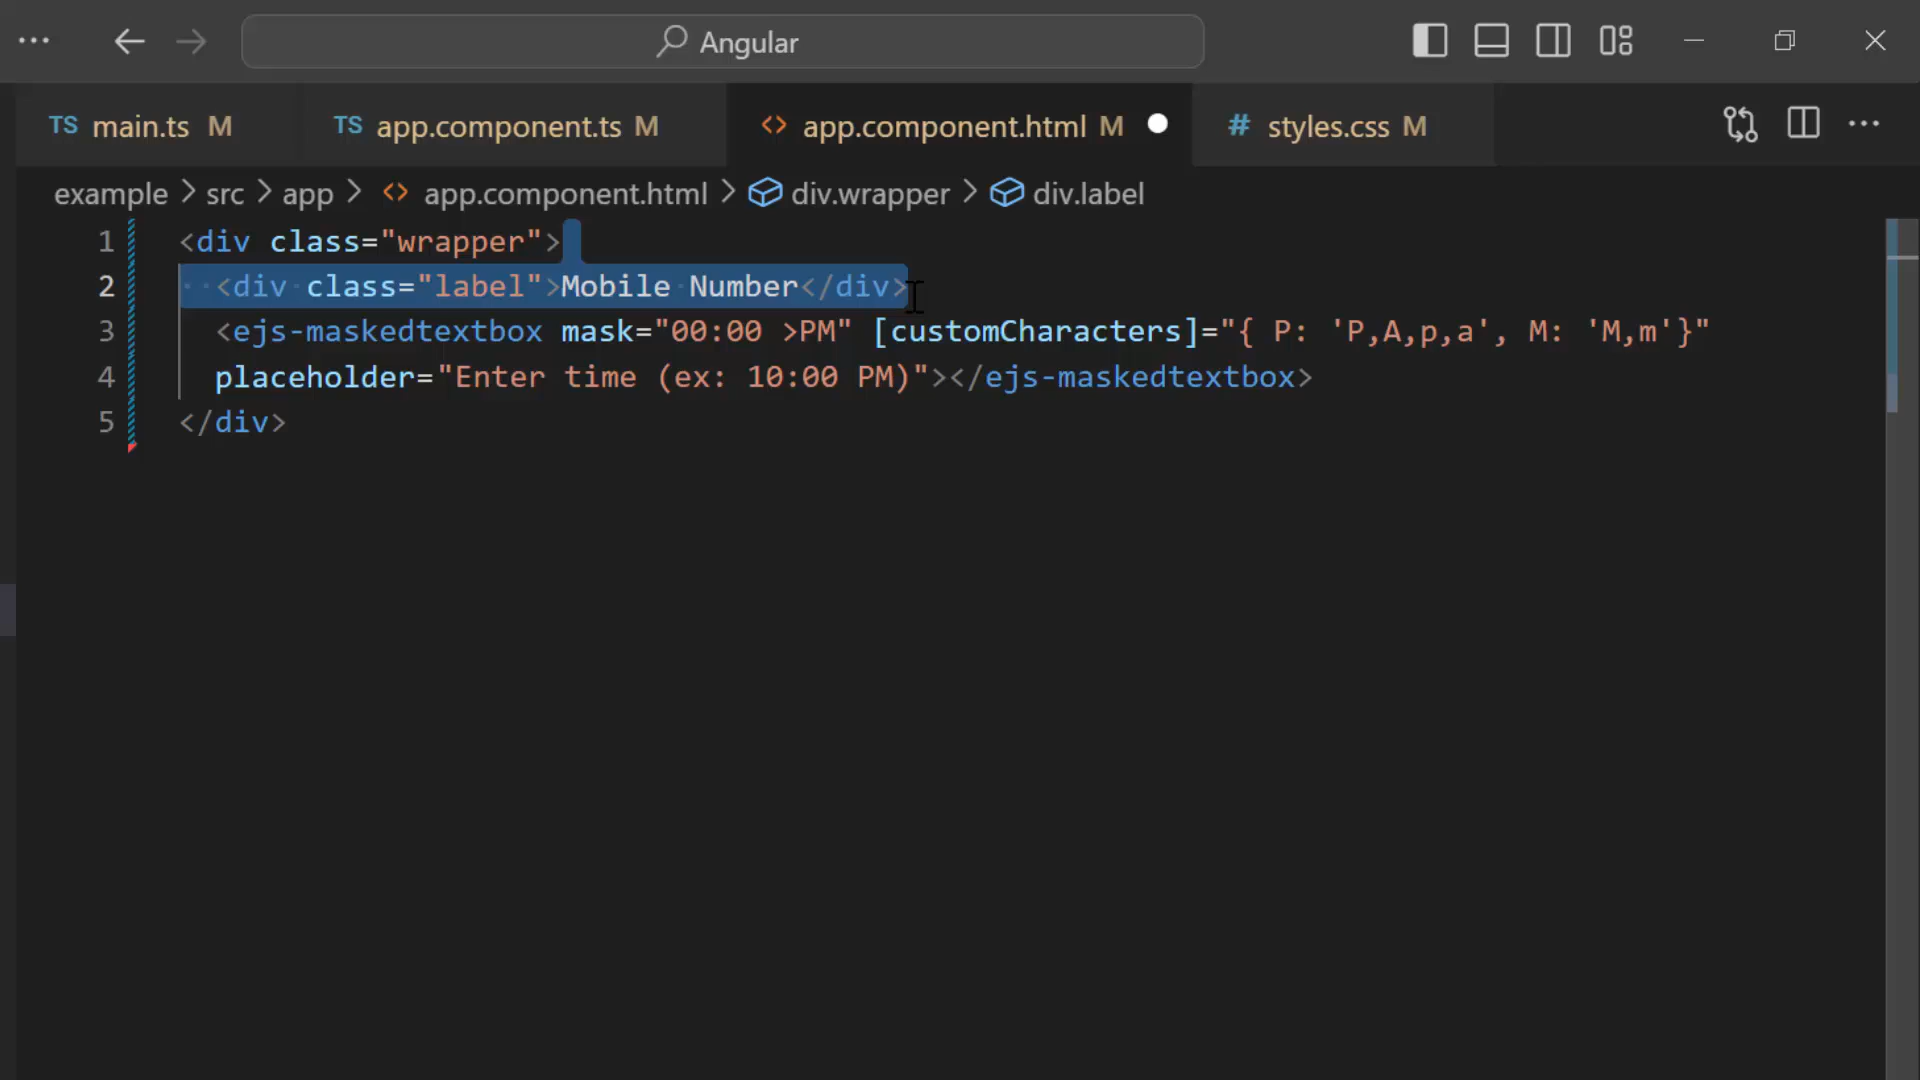 Angular
TS main.ts M TS app.component.ts M <> app.component.html M # styles.css M
example > src > app > <> app.component.html > div.wrapper > div.label
1 <div class="wrapper">
2 <div class="label">Mobile Number</div>
3 <ejs-maskedtextbox mask="00:00 >PM" [customCharacters]="{ P: 'P,A,p,a', M: 'M,m'}"
4 placeholder="Enter time (ex: 10:00 PM)"></ejs-maskedtextbox>
5 </div>